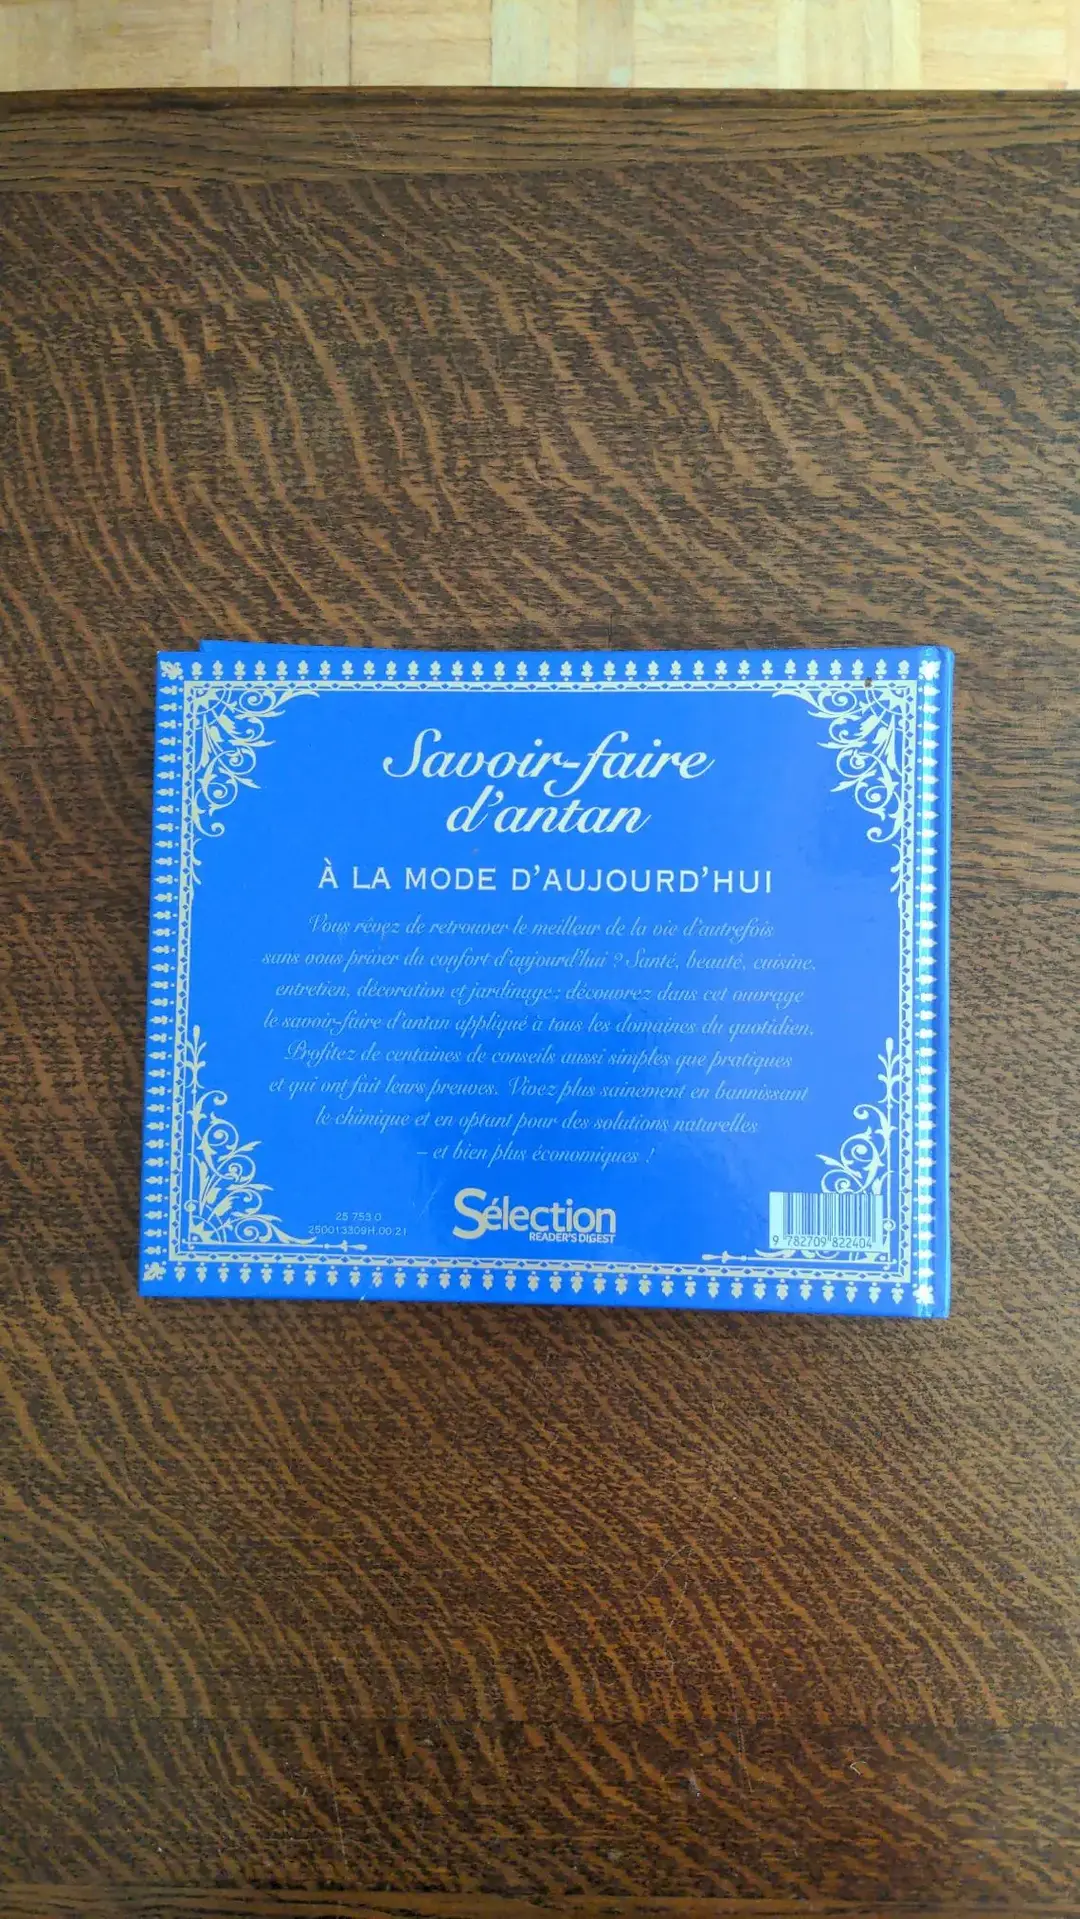 Savoir-faire
d'antan
À LA MODE D'AUJOURD'HUI
Vous rêvez de retrouver le meilleur de la vie d'autrefois
sans vous priver du confort d'aujourd'hui ? Santé, beauté, cuisine,
entretien, décoration et jardinage : découvrez dans cet ouvrage
le savoir-faire d'antan appliqué à tous les domaines du quotidien.
Profitez de centaines de conseils aussi simples que pratiques
et qui ont fait leurs preuves. Vivez plus sainement en bannissant
le chimique et en optant pour des solutions naturelles
– et bien plus économiques !
25 753 0
250013309H.00.21
Sélection
READER'S DIGEST
9 782709 822404